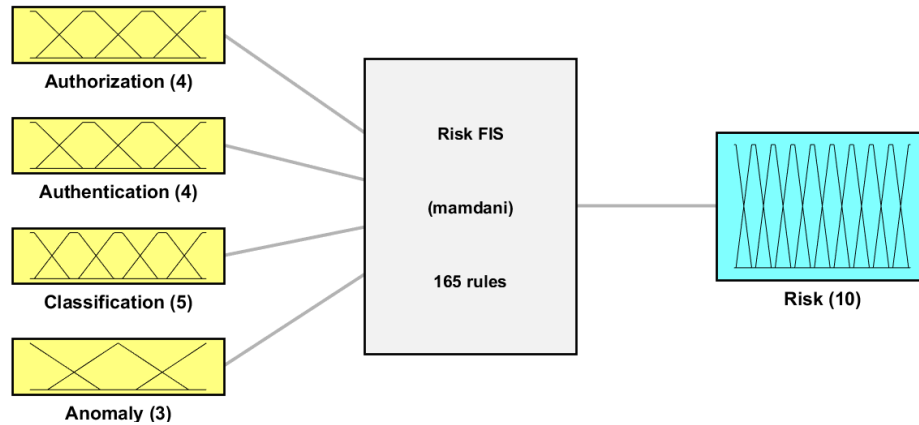 Authorization (4)
Authentication (4)
Classification (5)
Anomaly (3)
Risk FIS
(mamdani)
165 rules
Risk (10)